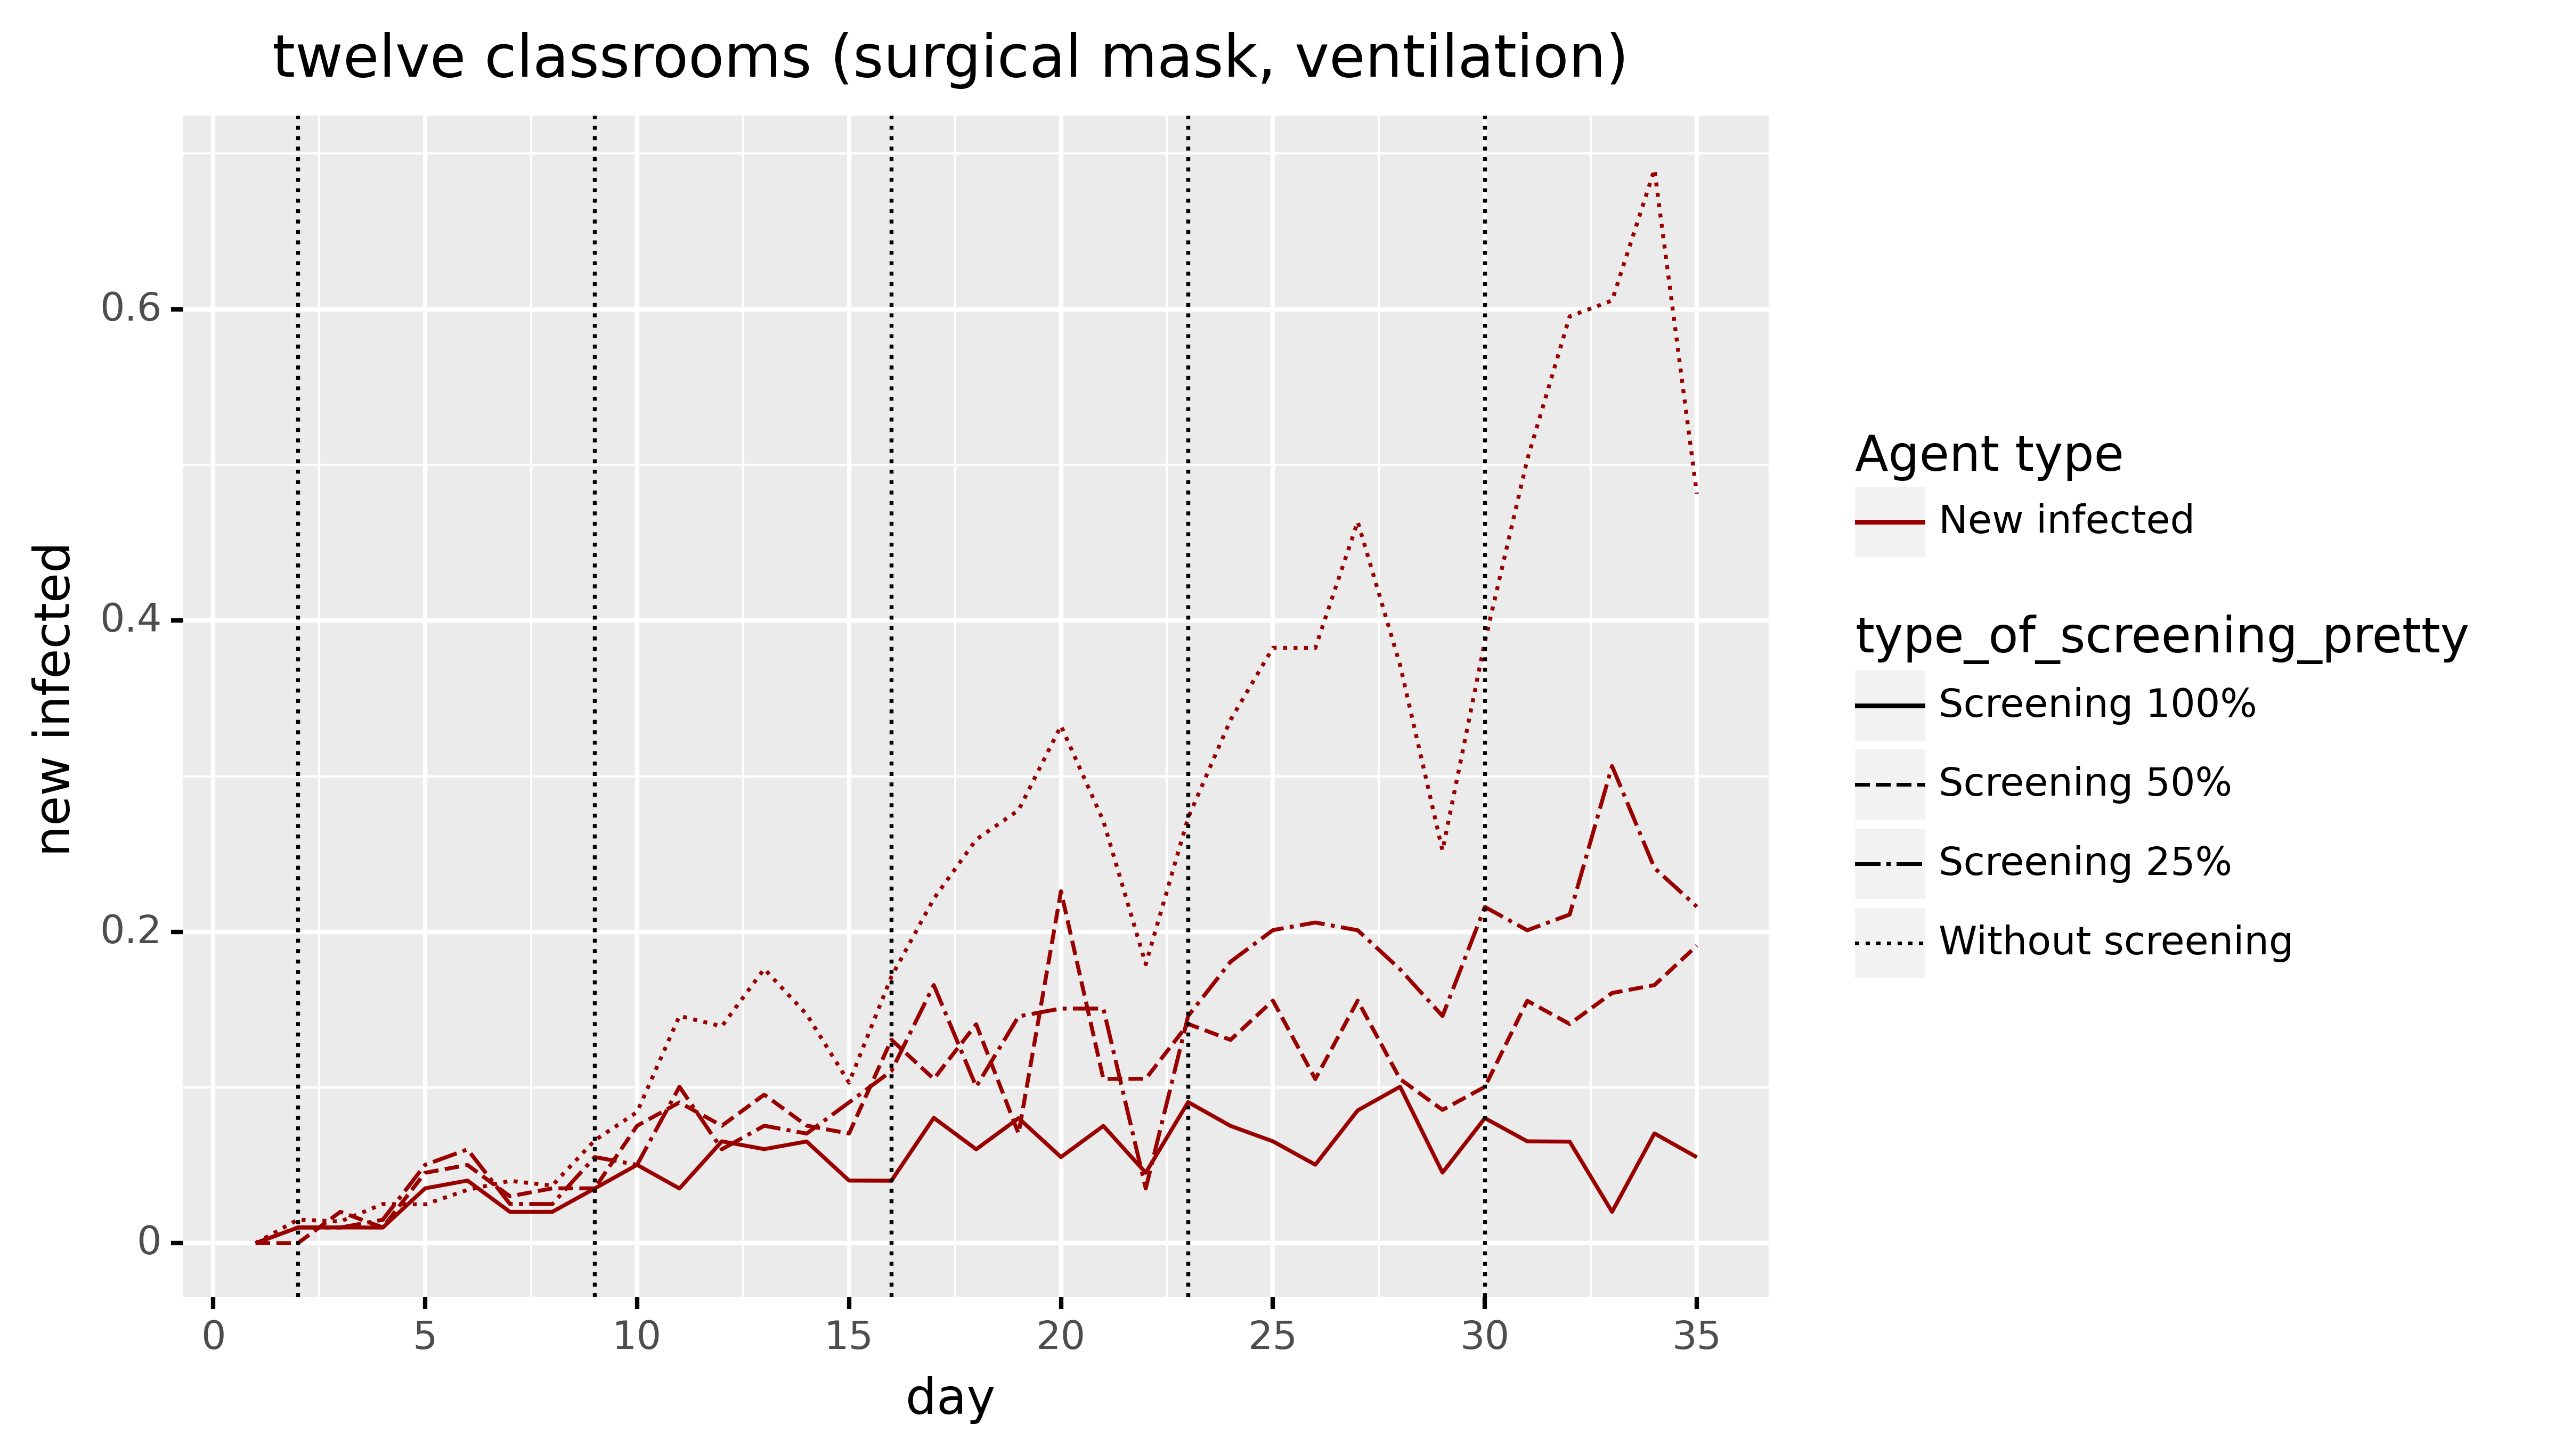 twelve classrooms (surgical mask, ventilation)
new infected
0.6
0.4
0.2
0
0 5 10 15 20 25 30 35
day
Agent type
New infected
type_of_screening_pretty
Screening 100%
Screening 50%
Screening 25%
Without screening